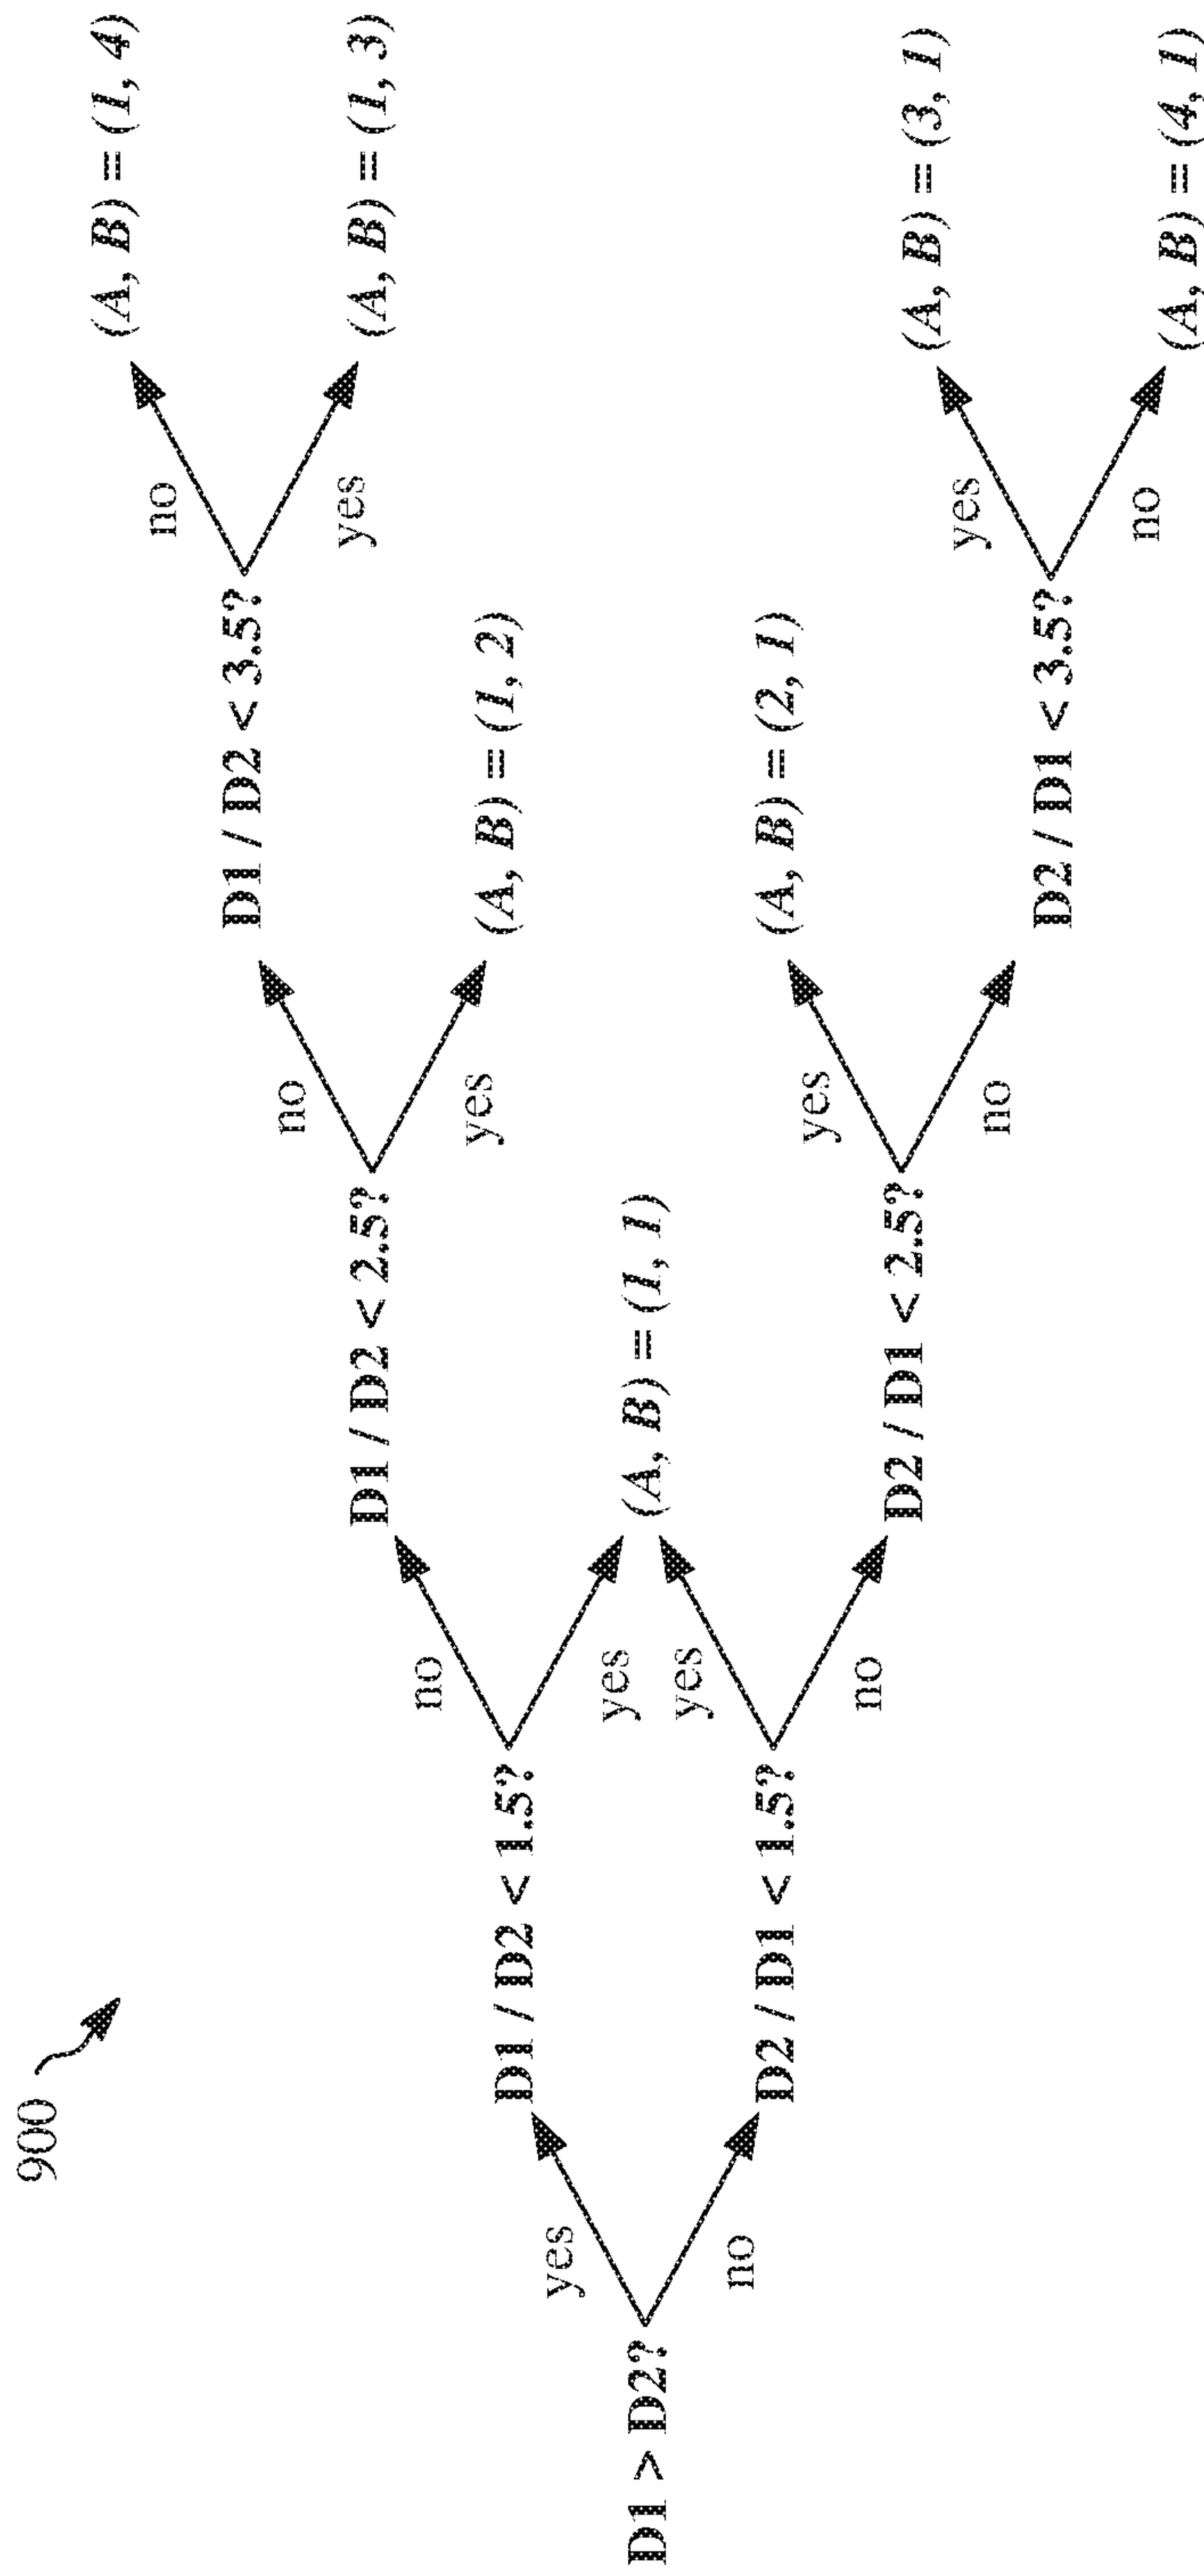 900
D1 > D2?
yes
no
D1 / D2 < 1.5?
D2 / D1 < 1.5?
no
yes
yes
no
D1 / D2 < 2.5?
(A, B) = (1, 1)
D2 / D1 < 2.5?
no
yes
yes
no
D1 / D2 < 3.5?
(A, B) = (1, 2)
(A, B) = (2, 1)
D2 / D1 < 3.5?
no
yes
yes
no
(A, B) = (1, 4)
(A, B) = (1, 3)
(A, B) = (3, 1)
(A, B) = (4, 1)